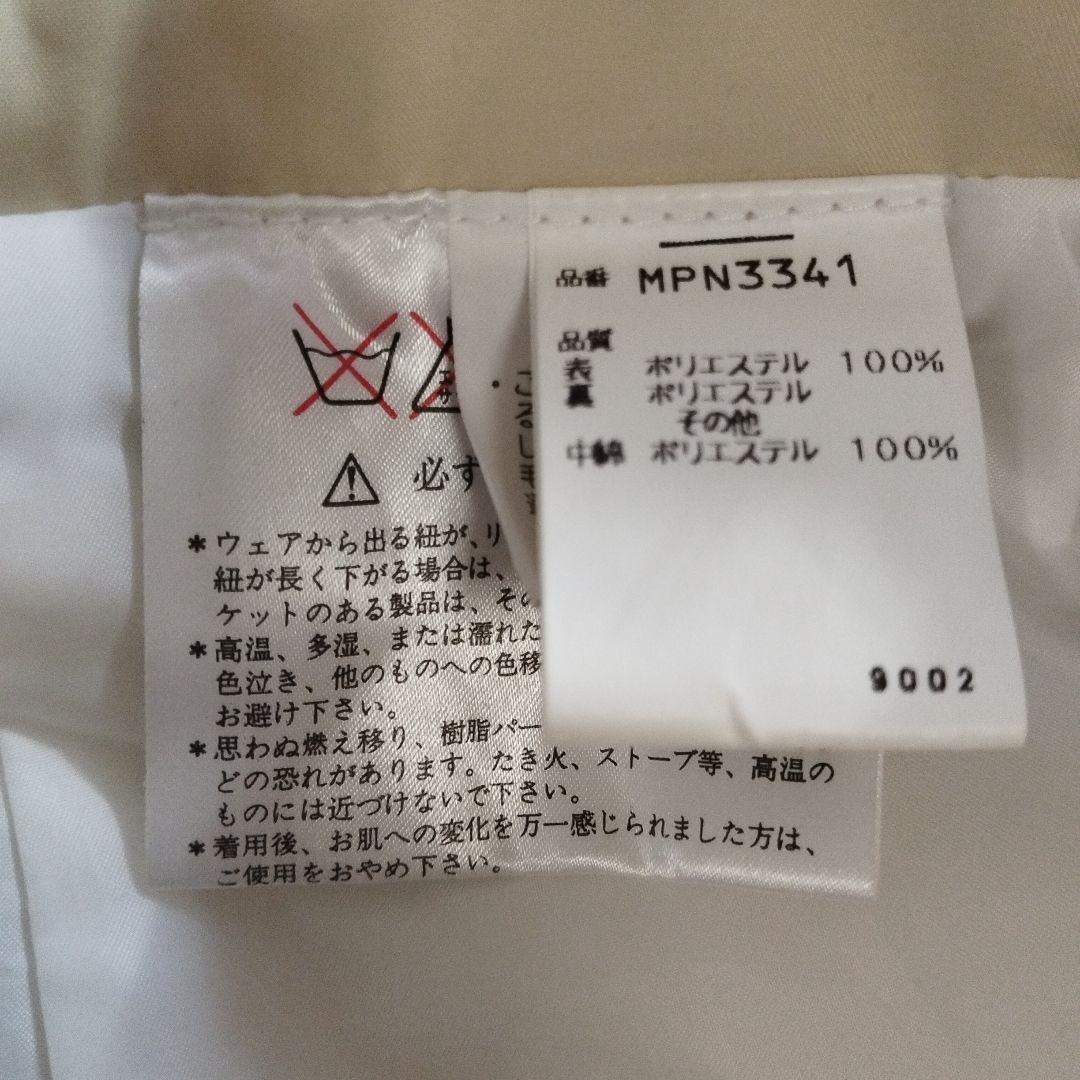 品番 MPN3341
品質
表 ポリエステル 100%
裏 ポリエステル
その他
中綿 ポリエステル 100%
9002
必ず
*ウェアから出る紐が、リ
紐が長く下がる場合は、
ケットのある製品は、その
*高温、多湿、または濡れた
色泣き、他のものへの色移
お避け下さい。
*思わぬ燃え移り、樹脂パー
どの恐れがあります。たき火、ストーブ等、高温の
ものには近づけないで下さい。
*着用後、お肌への変化を万一感じられました方は、
ご使用をおやめ下さい。